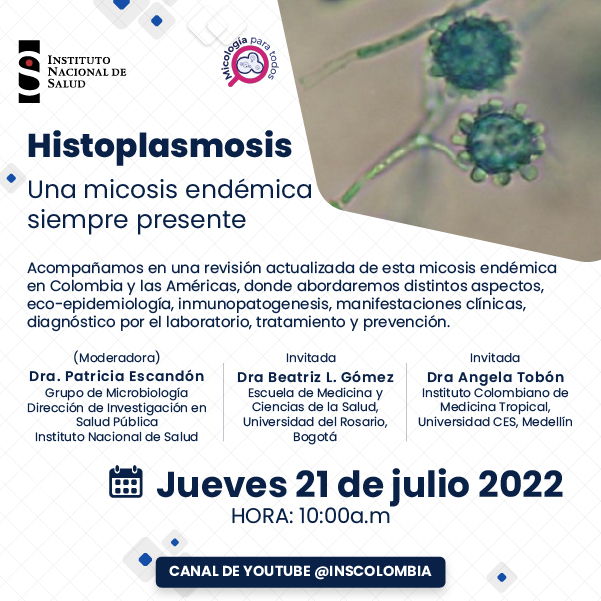 INSTITUTO
NACIONAL DE
SALUD
Micología para todos
Histoplasmosis
Una micosis endémica
siempre presente
Acompañamos en una revisión actualizada de esta micosis endémica
en Colombia y las Américas, donde abordaremos distintos aspectos,
eco-epidemiología, inmunopatogenesis, manifestaciones clínicas,
diagnóstico por el laboratorio, tratamiento y prevención.
(Moderadora)
Dra. Patricia Escandón
Grupo de Microbiología
Dirección de Investigación en
Salud Pública
Instituto Nacional de Salud
Invitada
Dra Beatriz L. Gómez
Escuela de Medicina y
Ciencias de la Salud,
Universidad del Rosario,
Bogotá
Invitada
Dra Angela Tobón
Instituto Colombiano de
Medicina Tropical,
Universidad CES, Medellín
Jueves 21 de julio 2022
HORA: 10:00a.m
CANAL DE YOUTUBE @INSCOLOMBIA